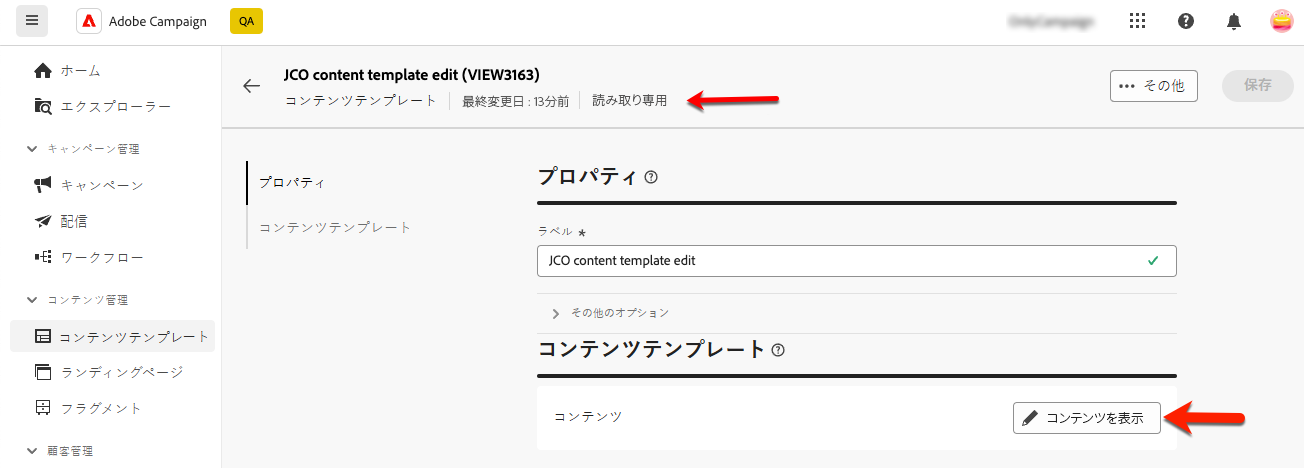 Adobe Campaign QA
ホーム
エクスプローラー
キャンペーン管理
キャンペーン
配信
ワークフロー
コンテンツ管理
コンテンツテンプレート
ランディングページ
フラグメント
顧客管理
JCO content template edit (VIEW3163)
コンテンツテンプレート 最終変更日 : 13分前 読み取り専用
••• その他 保存
プロパティ
コンテンツテンプレート
プロパティ
ラベル *
JCO content template edit
その他のオプション
コンテンツテンプレート
コンテンツ コンテンツを表示